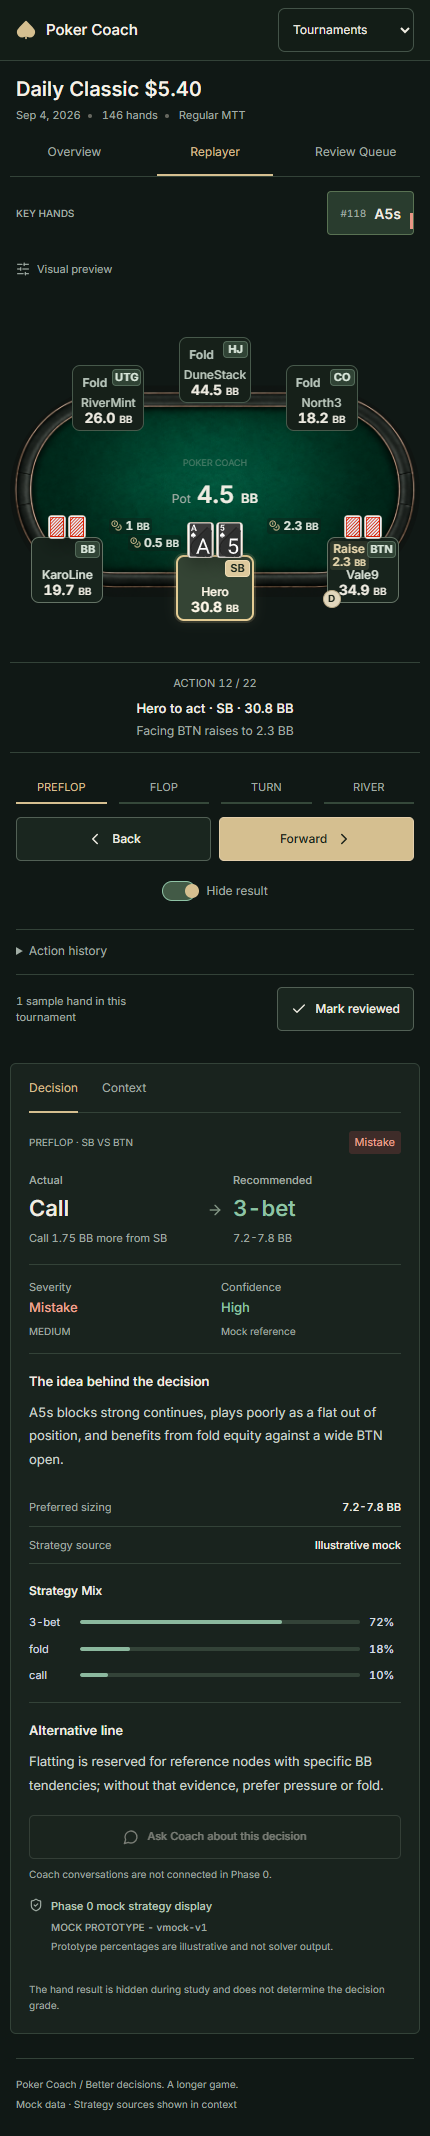 Poker Coach
Tournaments
Daily Classic $5.40
Sep 4, 2026 • 146 hands • Regular MTT
Overview
Replayer
Review Queue
KEY HANDS
#118 A5s
Visual preview
Fold HJ
DuneStack
44.5 BB
Fold UTG
RiverMint
26.0 BB
Fold CO
North3
18.2 BB
POKER COACH
Pot 4.5 BB
1 BB
0.5 BB
2.3 BB
A
A
5
5
BB
KaroLine
19.7 BB
SB
Hero
30.8 BB
Raise BTN
2.3 BB
Vale9
34.9 BB
D
ACTION 12 / 22
Hero to act · SB · 30.8 BB
Facing BTN raises to 2.3 BB
PREFLOP
FLOP
TURN
RIVER
Back
Forward
Hide result
Action history
1 sample hand in this
tournament
Mark reviewed
Decision
Context
PREFLOP · SB VS BTN
Mistake
Actual
Recommended
Call
3-bet
Call 1.75 BB more from SB
7.2-7.8 BB
Severity
Confidence
Mistake
High
MEDIUM
Mock reference
The idea behind the decision
A5s blocks strong continues, plays poorly as a flat out of
position, and benefits from fold equity against a wide BTN
open.
Preferred sizing
7.2-7.8 BB
Strategy source
Illustrative mock
Strategy Mix
3-bet 72%
fold 18%
call 10%
Alternative line
Flatting is reserved for reference nodes with specific BB
tendencies; without that evidence, prefer pressure or fold.
Ask Coach about this decision
Coach conversations are not connected in Phase 0.
Phase 0 mock strategy display
MOCK PROTOTYPE - vmock-v1
Prototype percentages are illustrative and not solver output.
The hand result is hidden during study and does not determine the decision
grade.
Poker Coach / Better decisions. A longer game.
Mock data · Strategy sources shown in context